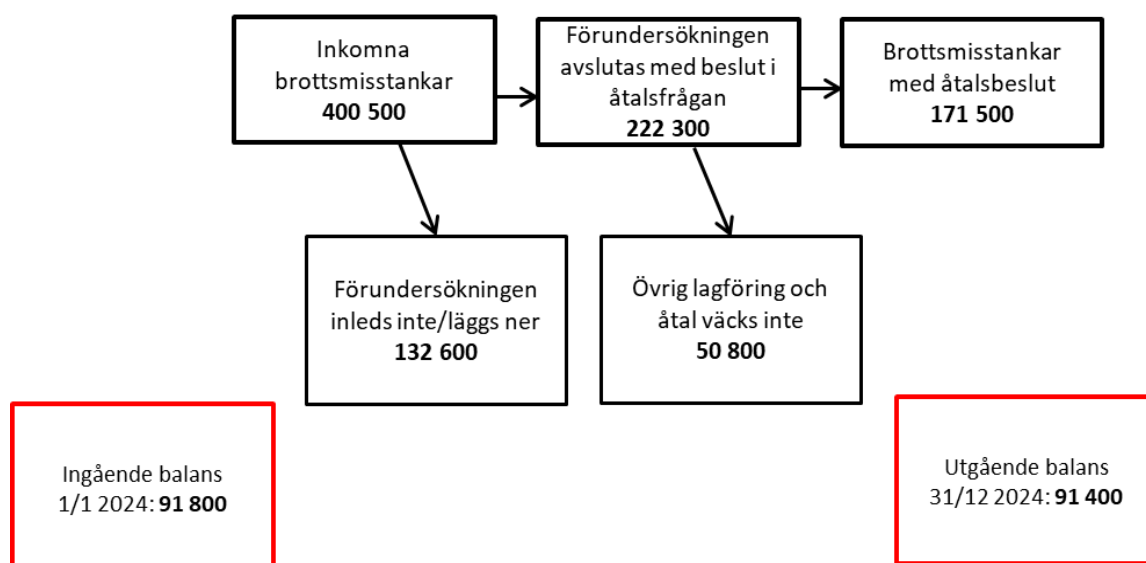 Inkomna
brottsmisstankar
400 500
Förundersökningen
avslutas med beslut i
åtalsfrågan
222 300
Brottsmisstankar
med åtalsbeslut
171 500
Förundersökningen
inleds inte/läggs ner
132 600
Övrig lagföring och
åtal väcks inte
50 800
Ingående balans
1/1 2024: 91 800
Utgående balans
31/12 2024: 91 400